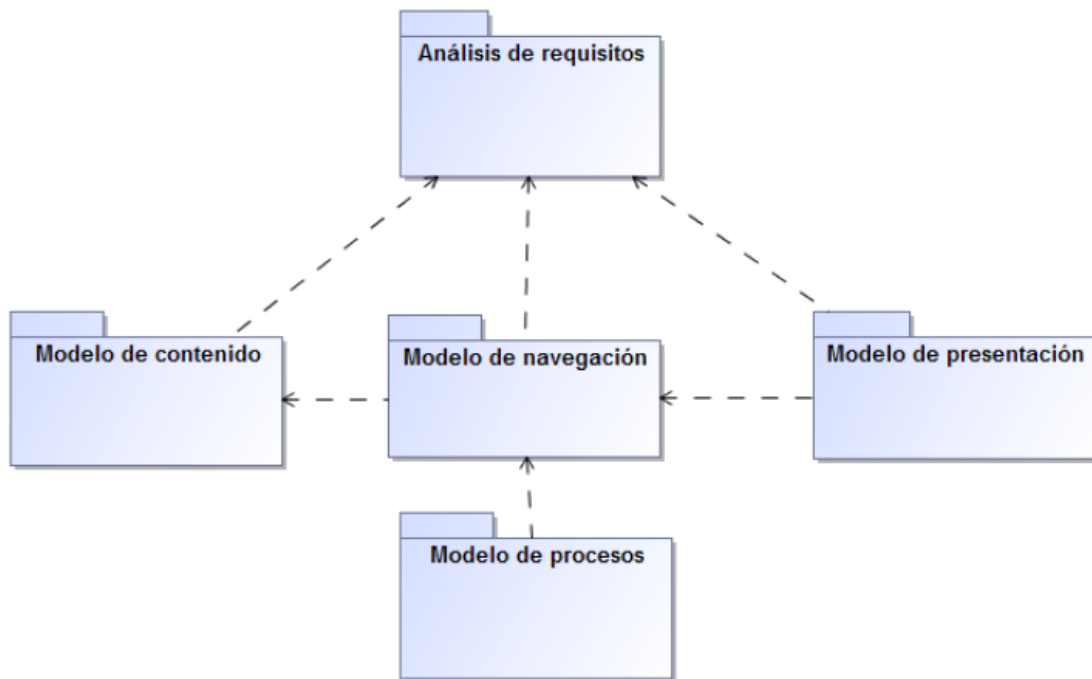 Análisis de requisitos
Modelo de contenido
Modelo de navegación
Modelo de presentación
Modelo de procesos